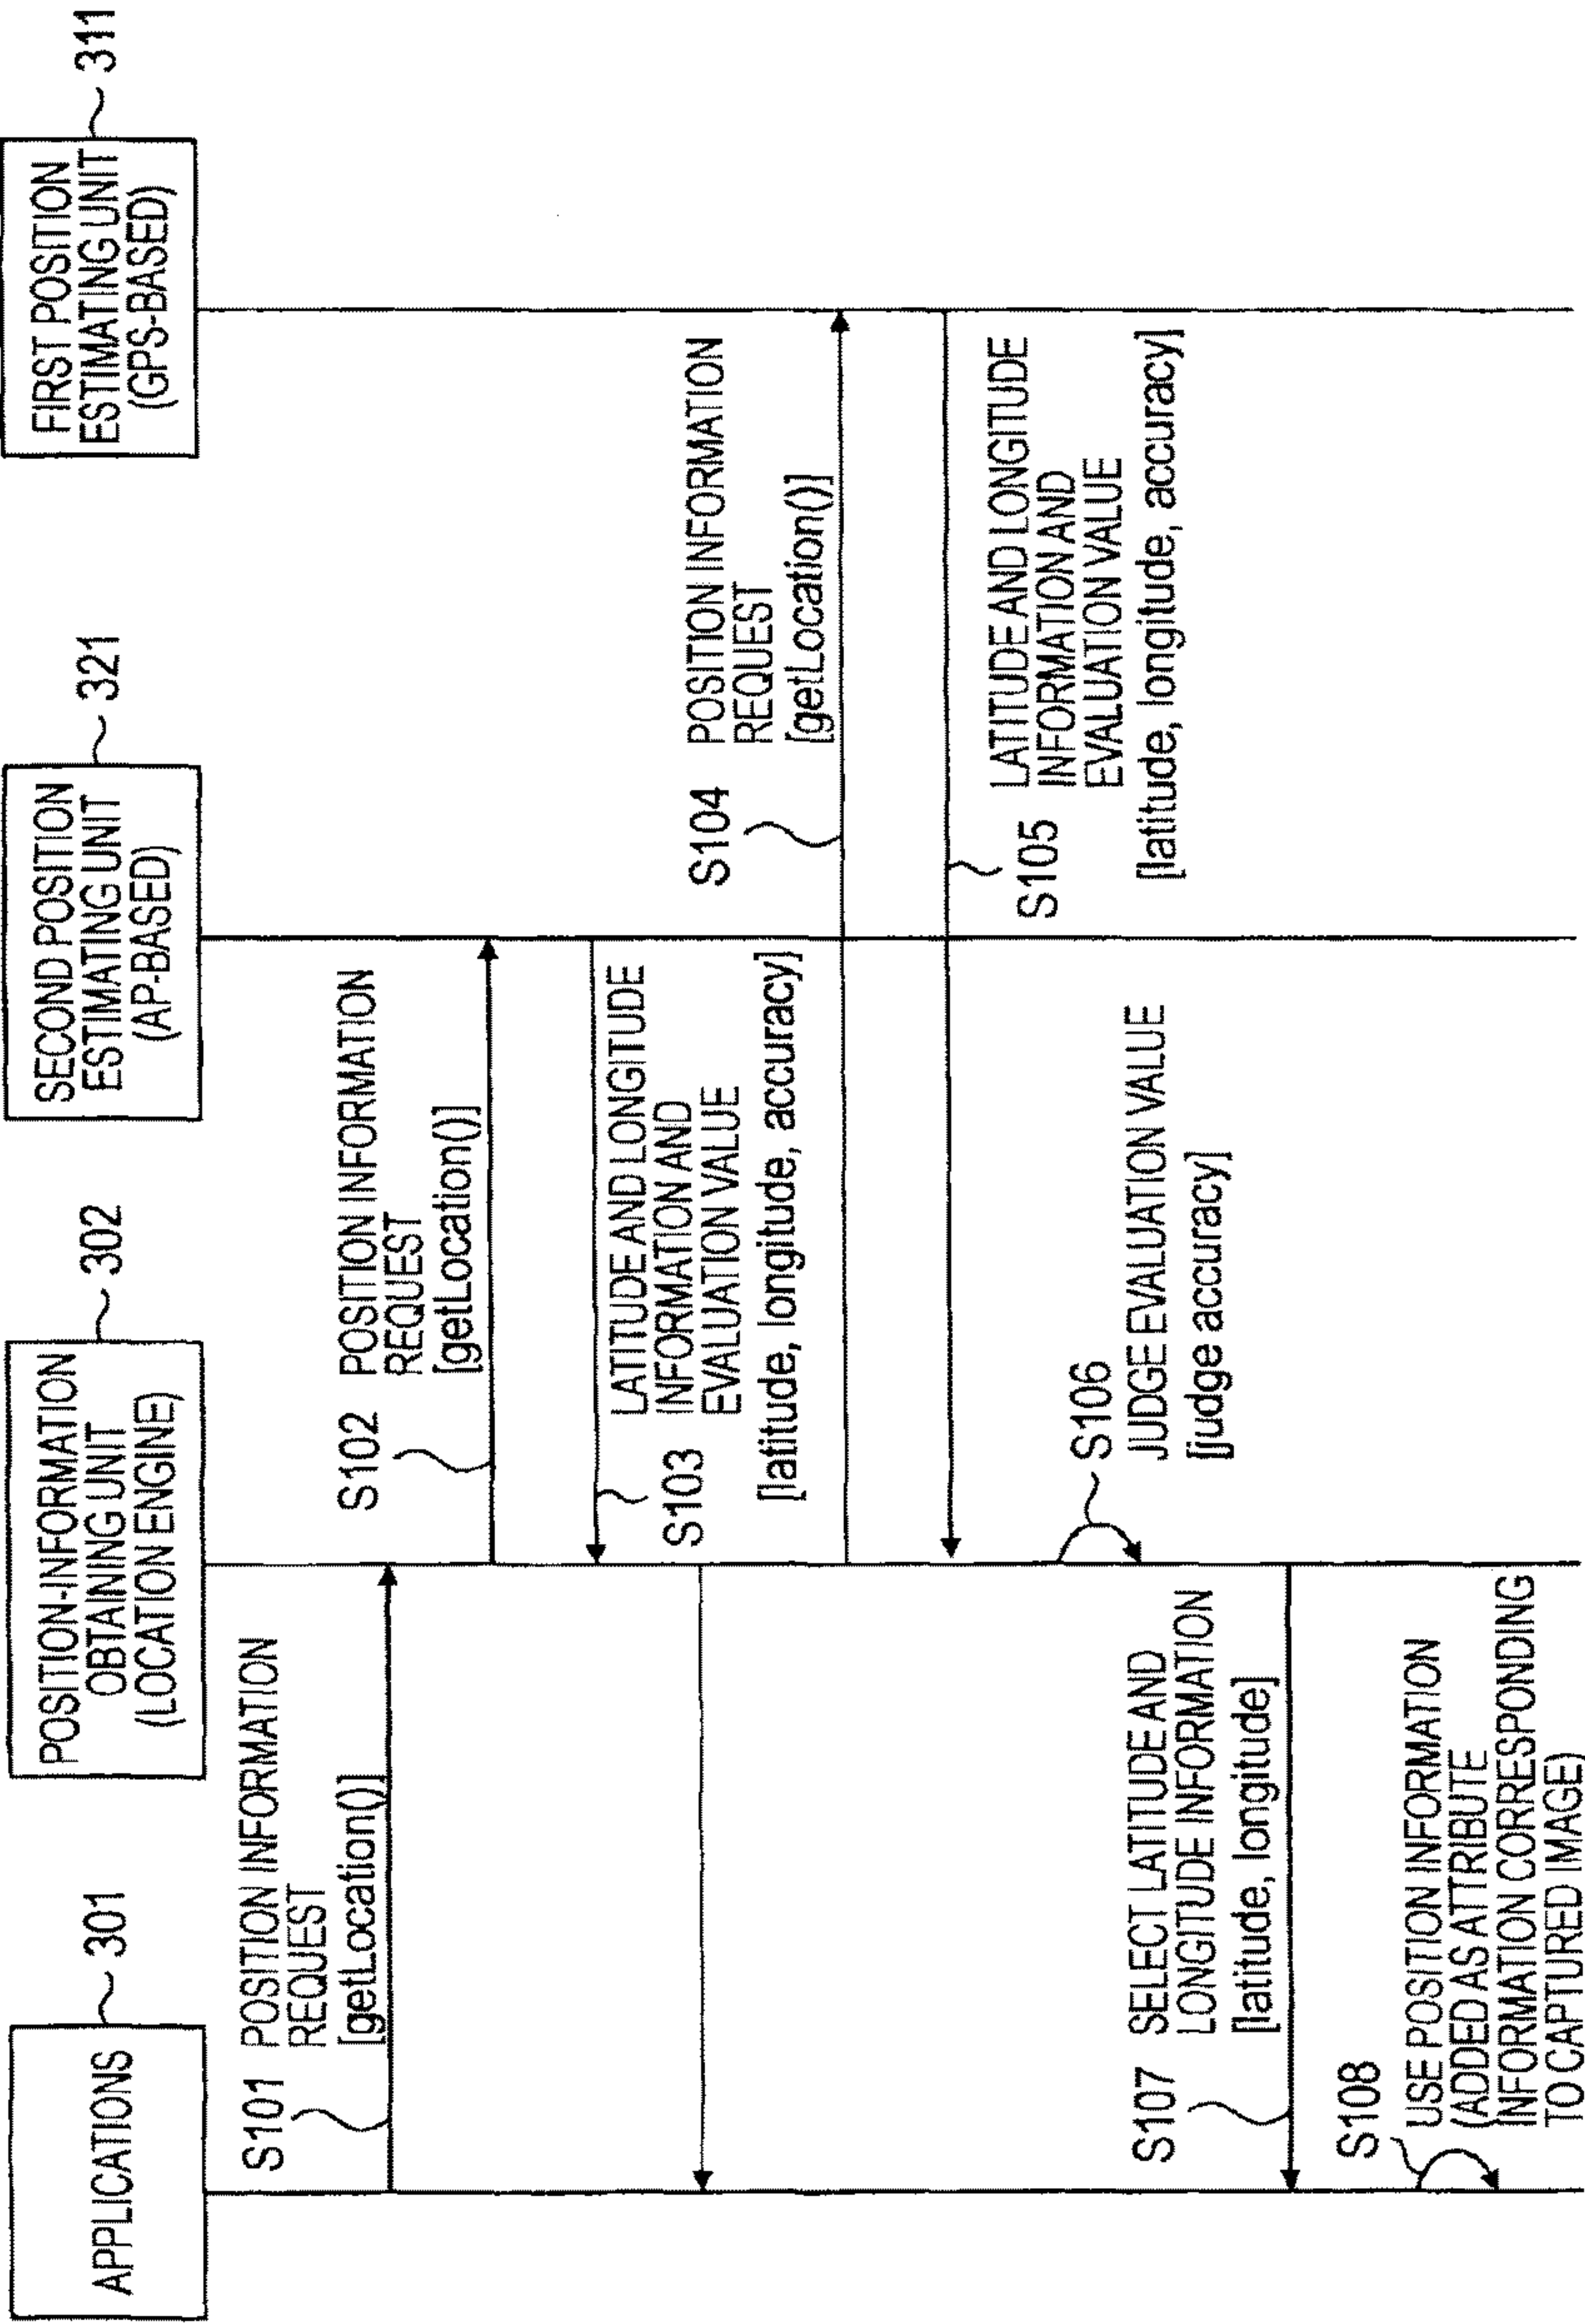 APPLICATIONS
301
POSITION-INFORMATION
OBTAINING UNIT
(LOCATION ENGINE)
302
SECOND POSITION
ESTIMATING UNIT
(AP-BASED)
321
FIRST POSITION
ESTIMATING UNIT
(GPS-BASED)
311
S101
POSITION INFORMATION
REQUEST
[getLocation()]
S102
POSITION INFORMATION
REQUEST
[getLocation()]
S103
LATITUDE AND LONGITUDE
INFORMATION AND
EVALUATION VALUE
[latitude, longitude, accuracy]
S104
POSITION INFORMATION
REQUEST
[getLocation()]
S105
LATITUDE AND LONGITUDE
INFORMATION AND
EVALUATION VALUE
[latitude, longitude, accuracy]
S106
JUDGE EVALUATION VALUE
[judge accuracy]
S107
SELECT LATITUDE AND
LONGITUDE INFORMATION
[latitude, longitude]
S108
USE POSITION INFORMATION
(ADDED AS ATTRIBUTE
INFORMATION CORRESPONDING
TO CAPTURED IMAGE)